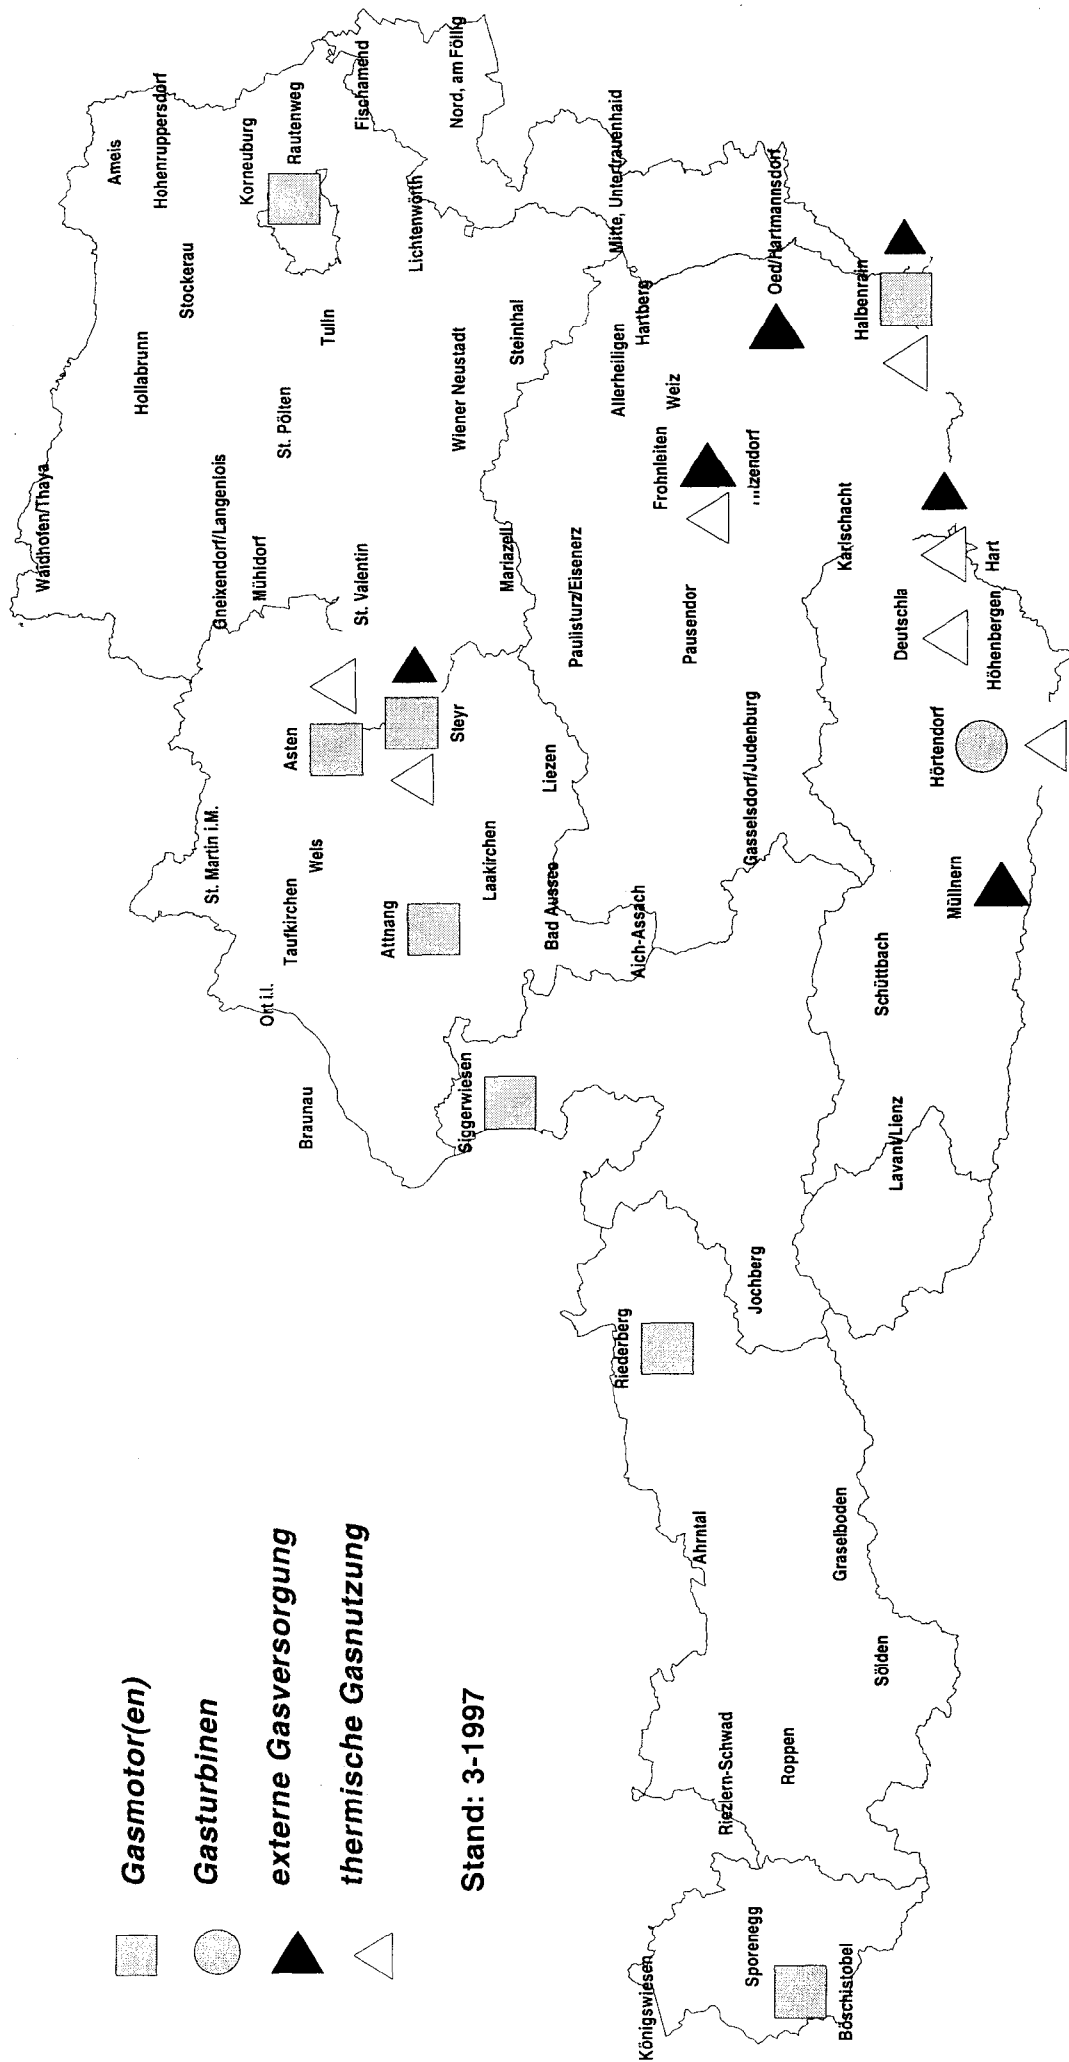 Gasmotor(en)
Gasturbinen
externe Gasversorgung
thermische Gasnutzung
Stand: 3-1997
Waidhofen/Thaya
Ameis
Hohenruppersdorf
Hollabrunn
Stockerau
Gneixendorf/Langenlois
Korneuburg
Mühldorf
Rautenweg
St. Pölten
Tulln
St. Valentin
Fischamend
Lichtenwörth
Wiener Neustadt
Nord, am Föllig
Mariazell
Steinthal
St. Martin i.M.
Ort i.I.
Taufkirchen
Asten
Wels
Braunau
Attnang
Steyr
Siggerwiesen
Laakirchen
Bad Aussee
Liezen
Paulisturz/Eisenerz
Allerheiligen
Mitte, Untertrauenhaid
Hartberg
Aich-Assach
Frohnleiten
Weiz
Pausendor
Gasselsdorf/Judenburg
tzendorf
Oed/Hartmannsdorf
Karlschacht
Halbenrain
Riederberg
Jochberg
Ahrntal
Königswiesen
Riezlern-Schwad
Sporenegg
Roppen
Böschistobel
Graselboden
Sölden
Lavant/Lienz
Schüttbach
Deutschla
Müllnern
Hörtendorf
Höhenbergen
Hart